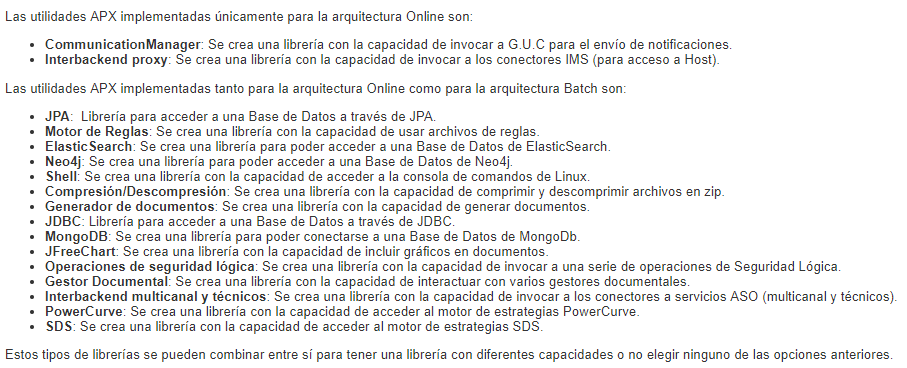 Las utilidades APX implementadas únicamente para la arquitectura Online son:
• CommunicationManager: Se crea una librería con la capacidad de invocar a G.U.C para el envío de notificaciones.
• Interbackend proxy: Se crea una librería con la capacidad de invocar a los conectores IMS (para acceso a Host).
Las utilidades APX implementadas tanto para la arquitectura Online como para la arquitectura Batch son:
• JPA:  Librería para acceder a una Base de Datos a través de JPA.
• Motor de Reglas: Se crea una librería con la capacidad de usar archivos de reglas.
• ElasticSearch: Se crea una librería para poder acceder a una Base de Datos de ElasticSearch.
• Neo4j: Se crea una librería para poder acceder a una Base de Datos de Neo4j.
• Shell: Se crea una librería con la capacidad de acceder a la consola de comandos de Linux.
• Compresión/Descompresión: Se crea una librería con la capacidad de comprimir y descomprimir archivos en zip.
• Generador de documentos: Se crea una librería con la capacidad de generar documentos.
• JDBC: Librería para acceder a una Base de Datos a través de JDBC.
• MongoDB: Se crea una librería para poder conectarse a una Base de Datos de MongoDb.
• JFreeChart: Se crea una librería con la capacidad de incluir gráficos en documentos.
• Operaciones de seguridad lógica: Se crea una librería con la capacidad de invocar a una serie de operaciones de Seguridad Lógica.
• Gestor Documental: Se crea una librería con la capacidad de interactuar con varios gestores documentales.
• Interbackend multicanal y técnicos: Se crea una librería con la capacidad de invocar a los conectores a servicios ASO (multicanal y técnicos).
• PowerCurve: Se crea una librería con la capacidad de acceder al motor de estrategias PowerCurve.
• SDS: Se crea una librería con la capacidad de acceder al motor de estrategias SDS.
Estos tipos de librerías se pueden combinar entre sí para tener una librería con diferentes capacidades o no elegir ninguno de las opciones anteriores.